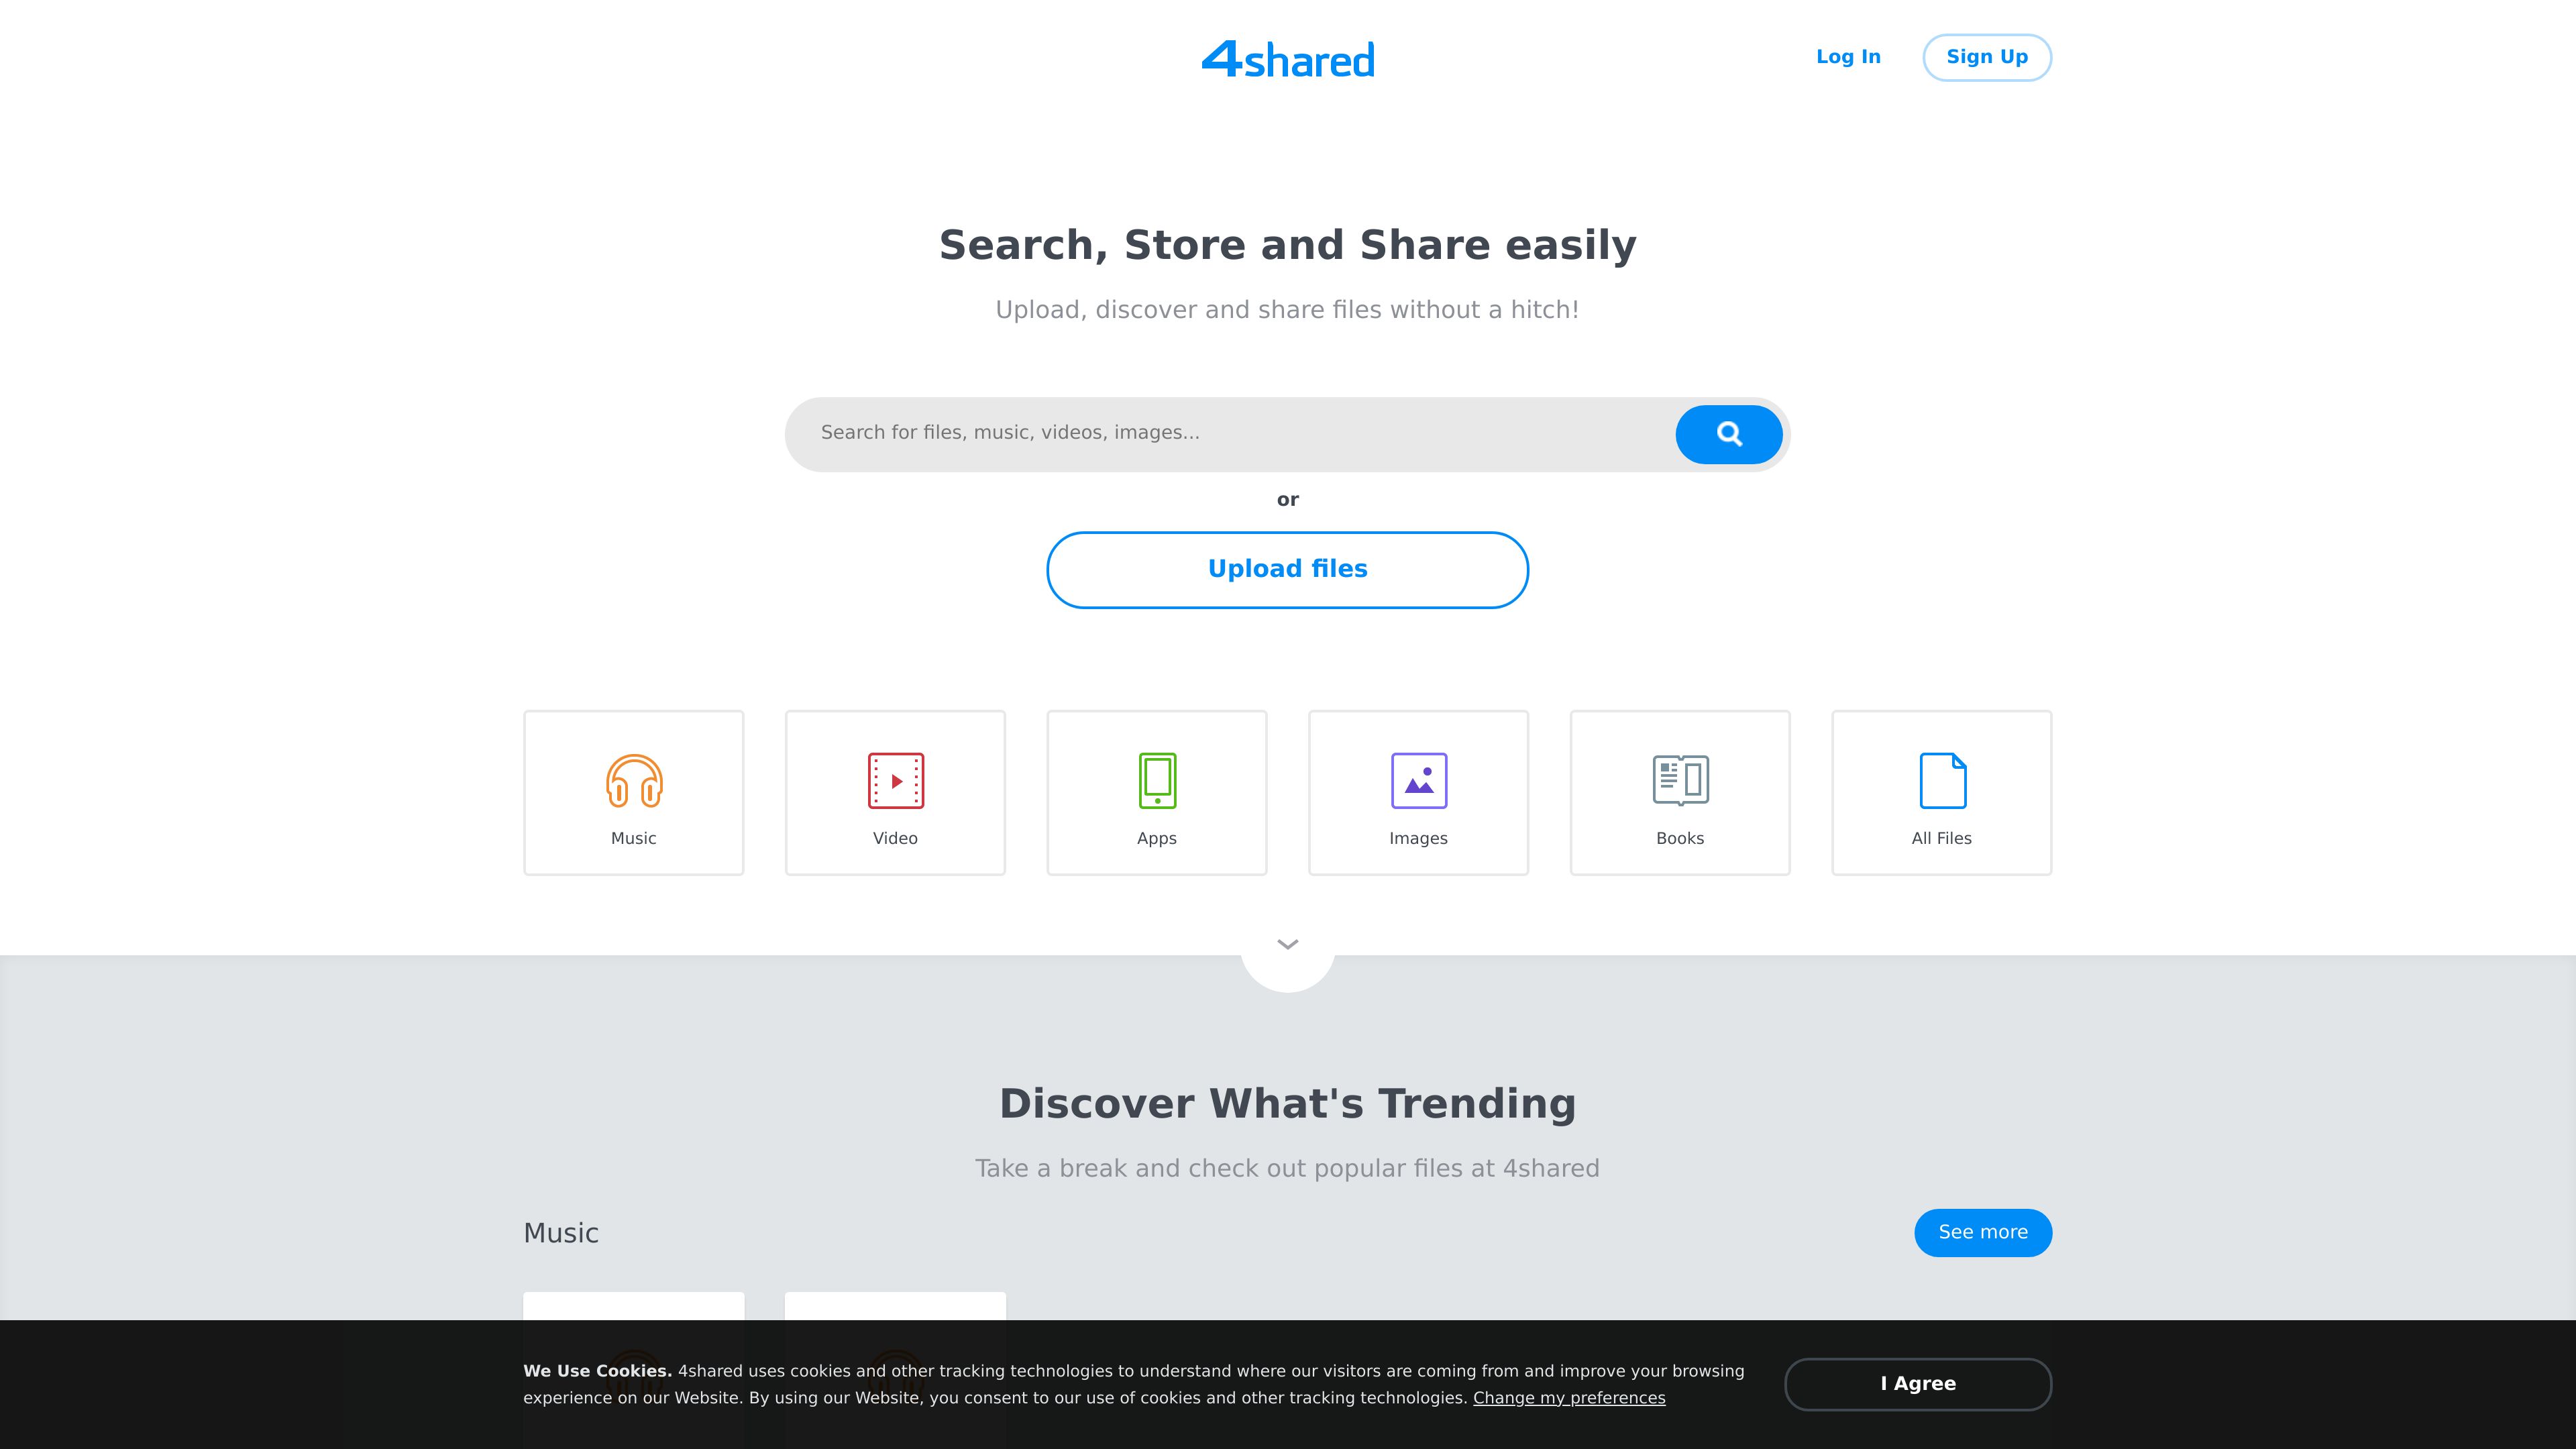 4shared
Log In
Sign Up
Search, Store and Share easily
Upload, discover and share files without a hitch!
Search for files, music, videos, images...
or
Upload files
Music
Video
Apps
Images
Books
All Files
Discover What's Trending
Take a break and check out popular files at 4shared
Music
See more
We Use Cookies. 4shared uses cookies and other tracking technologies to understand where our visitors are coming from and improve your browsing
experience on our Website. By using our Website, you consent to our use of cookies and other tracking technologies. Change my preferences
I Agree